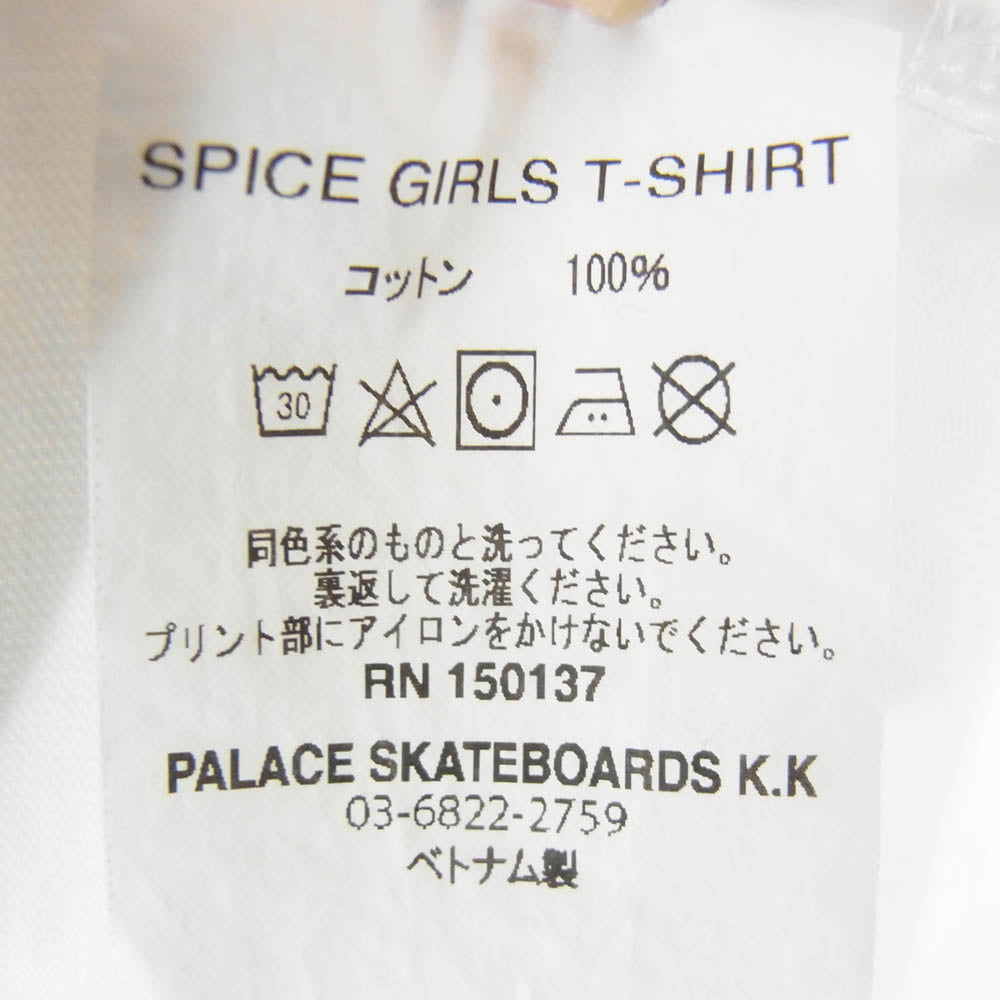 SPICE GIRLS T-SHIRT
コットン 100%
30
同色系のものと洗ってください。
裏返して洗濯ください。
プリント部にアイロンをかけないでください。
RN 150137
PALACE SKATEBOARDS K.K
03-6822-2759
ベトナム製